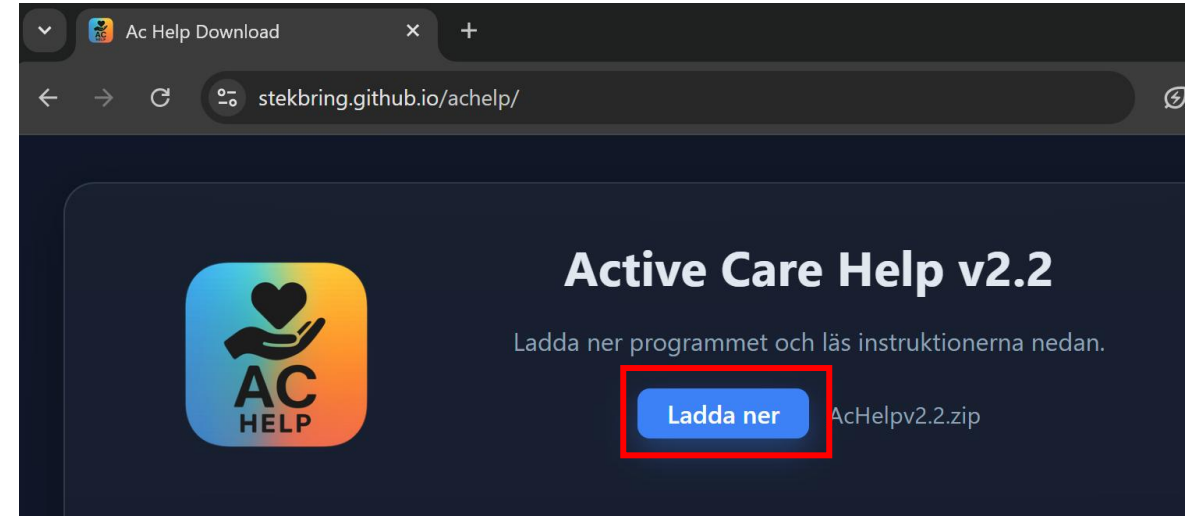 Ac Help Download
stekbring.github.io/achelp/
Active Care Help v2.2
Ladda ner programmet och läs instruktionerna nedan.
AC
HELP
Ladda ner AcHelpv2.2.zip